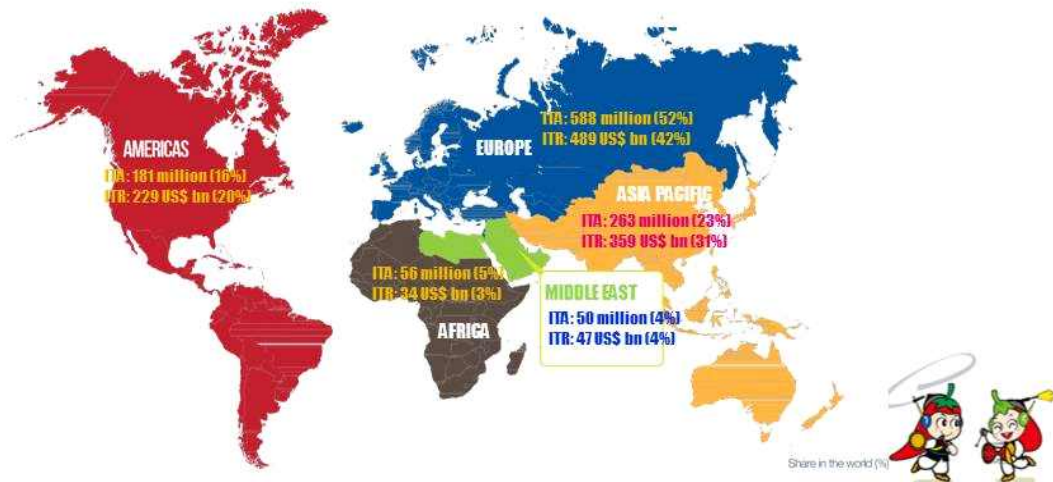 AMERICAS
ITA: 181 million (16%)
ITR: 229 US$ bn (20%)
EUROPE
ITA: 588 million (52%)
ITR: 489 US$ bn (42%)
ASIA PACIFIC
ITA: 263 million (23%)
ITR: 359 US$ bn (31%)
ITA: 56 million (5%)
ITR: 34 US$ bn (3%)
AFRICA
MIDDLE EAST
ITA: 50 million (4%)
ITR: 47 US$ bn (4%)
Share in the world (%)